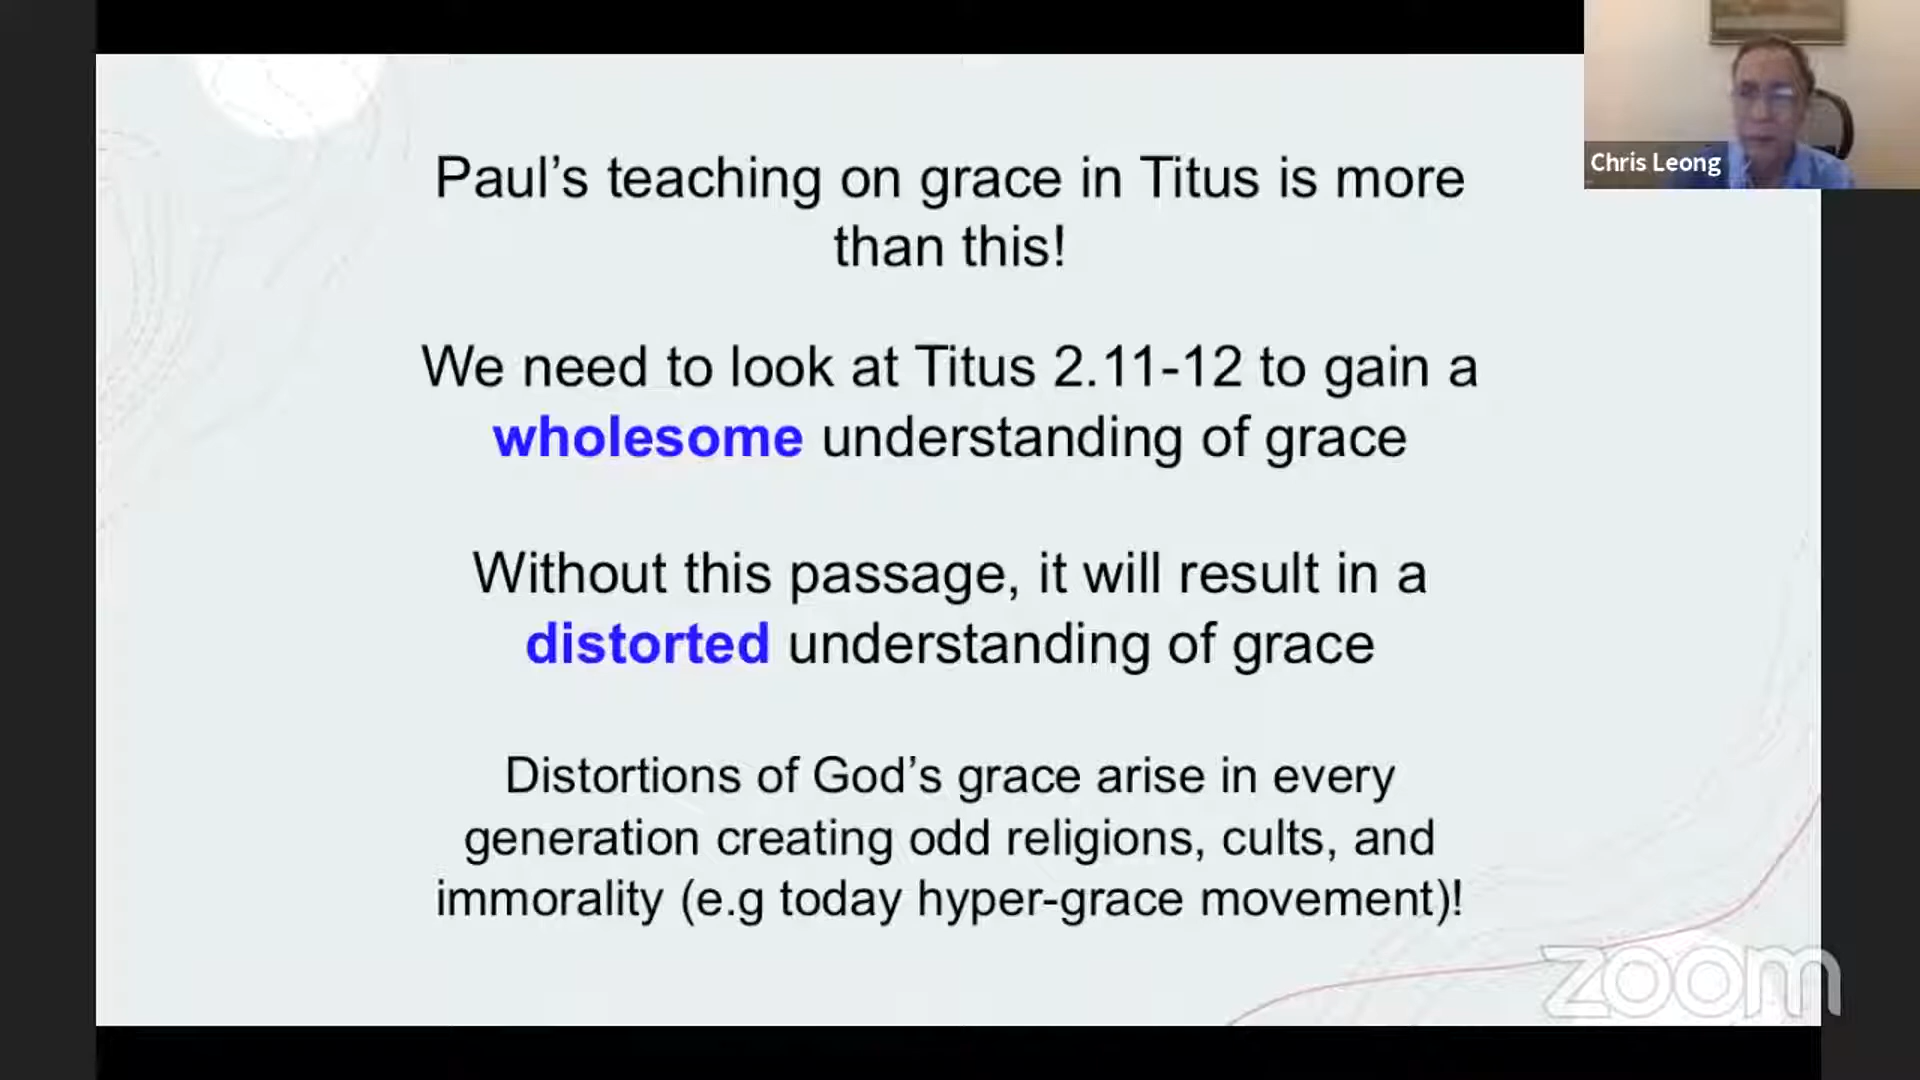 Paul’s teaching on grace in Titus is more
than this!
We need to look at Titus 2.11-12 to gain a
wholesome understanding of grace
Without this passage, it will result in a
distorted understanding of grace
Distortions of God’s grace arise in every
generation creating odd religions, cults, and
immorality (e.g today hyper-grace movement)!
Chris Leong
zoom